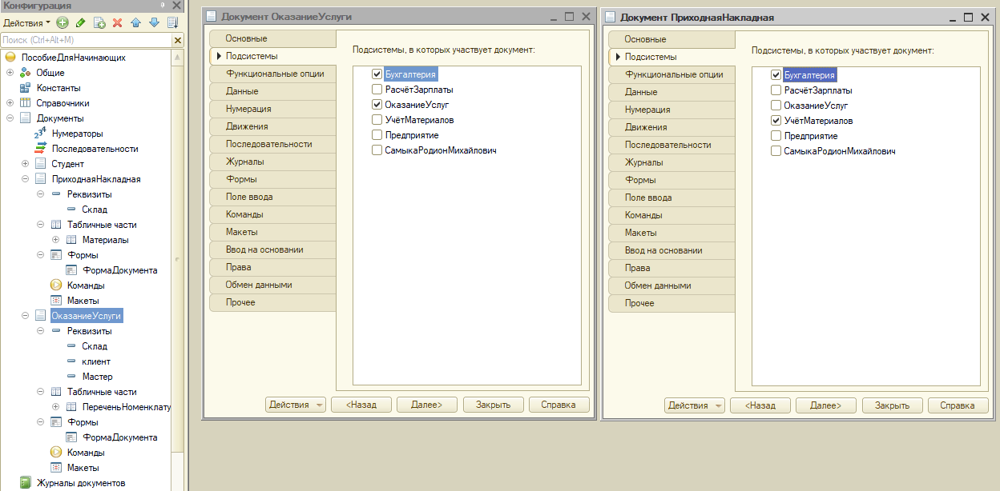 Конфигурация
Действия
Поиск (Ctrl+Alt+M)
ПособиеДляНачинающих
Общие
Константы
Справочники
Документы
Нумераторы
Последовательности
Студент
ПриходнаяНакладная
Реквизиты
Склад
Табличные части
Материалы
Формы
ФормаДокумента
Команды
Макеты
ОказаниеУслуги
Реквизиты
Склад
клиент
Мастер
Табличные части
ПереченьНоменклату
Формы
ФормаДокумента
Команды
Макеты
Журналы документов
Документ ОказаниеУслуги
Основные
Подсистемы
Функциональные опции
Данные
Нумерация
Движения
Последовательности
Журналы
Формы
Поле ввода
Команды
Макеты
Ввод на основании
Права
Обмен данными
Прочее
Подсистемы, в которых участвует документ:
Бухгалтерия
РасчётЗарплаты
ОказаниеУслуг
УчётМатериалов
Предприятие
СамыкаРодионМихайлович
Действия
<Назад
Далее>
Закрыть
Справка
Документ ПриходнаяНакладная
Основные
Подсистемы
Функциональные опции
Данные
Нумерация
Движения
Последовательности
Журналы
Формы
Поле ввода
Команды
Макеты
Ввод на основании
Права
Обмен данными
Прочее
Подсистемы, в которых участвует документ:
Бухгалтерия
РасчётЗарплаты
ОказаниеУслуг
УчётМатериалов
Предприятие
СамыкаРодионМихайлович
Действия
<Назад
Далее>
Закрыть
Справка